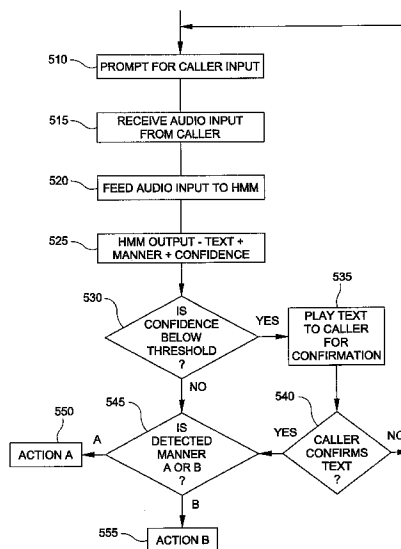 510
PROMPT FOR CALLER INPUT
515
RECEIVE AUDIO INPUT
FROM CALLER
520
FEED AUDIO INPUT TO HMM
525
HMM OUTPUT - TEXT +
MANNER + CONFIDENCE
530
IS
CONFIDENCE
BELOW
THRESHOLD
?
YES
NO
535
PLAY TEXT
TO CALLER
FOR
CONFIRMATION
540
CALLER
CONFIRMS
TEXT
?
YES
NO
545
IS
DETECTED
MANNER
A OR B
?
A
B
550
ACTION A
555
ACTION B